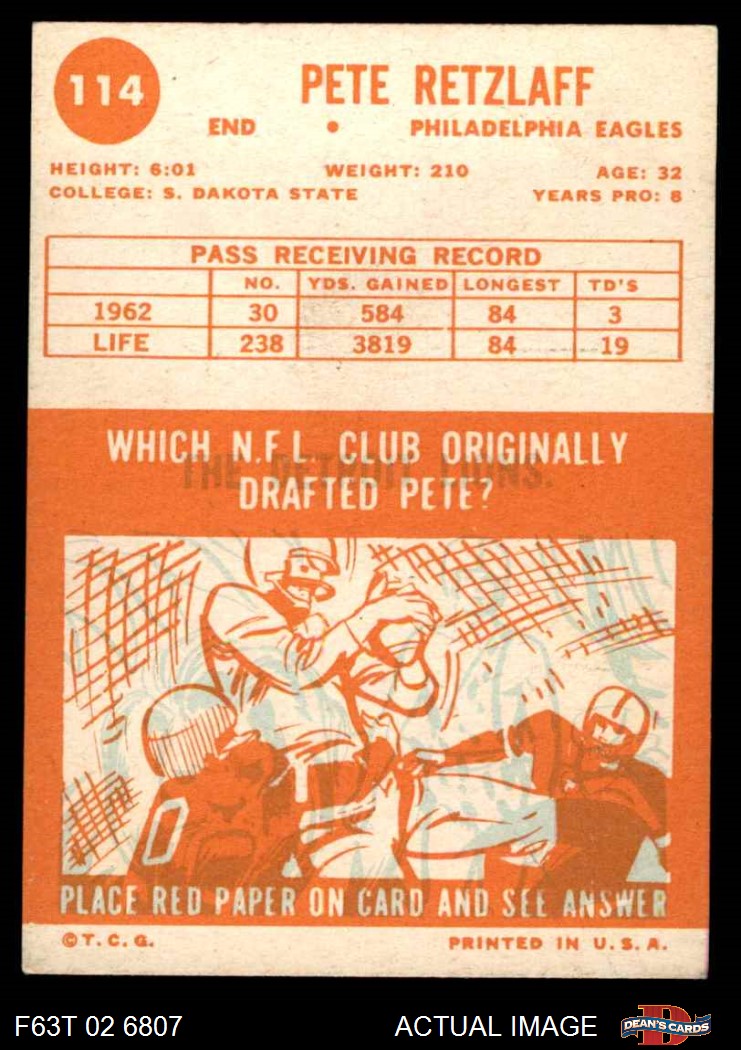 114
PETE RETZLAFF
END • PHILADELPHIA EAGLES
HEIGHT: 6:01 WEIGHT: 210 AGE: 32
COLLEGE: S. DAKOTA STATE YEARS PRO: 8
PASS RECEIVING RECORD
NO. YDS. GAINED LONGEST TD'S
1962 30 584 84 3
LIFE 238 3819 84 19
WHICH N.F.L. CLUB ORIGINALLY
THE DETROIT LIONS.
DRAFTED PETE?
0
PLACE RED PAPER ON CARD AND SEE ANSWER
©T.C.G. PRINTED IN U.S.A.
F63T 02 6807 ACTUAL IMAGE D DEAN'S CARDS